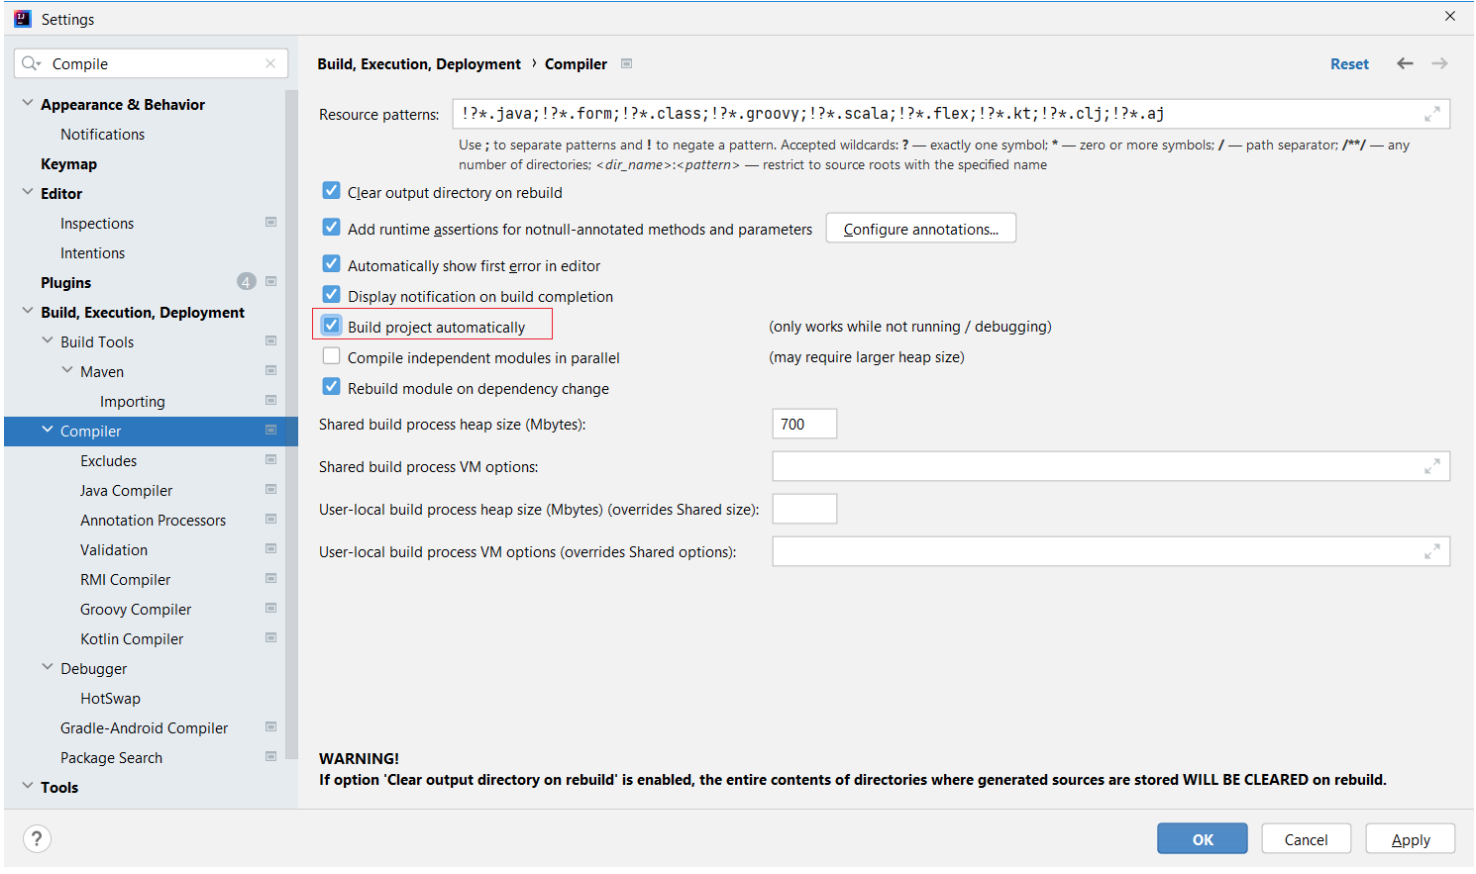 Settings
Compile
Appearance & Behavior
Notifications
Keymap
Editor
Inspections
Intentions
Plugins 4
Build, Execution, Deployment
Build Tools
Maven
Importing
Compiler
Excludes
Java Compiler
Annotation Processors
Validation
RMI Compiler
Groovy Compiler
Kotlin Compiler
Debugger
HotSwap
Gradle-Android Compiler
Package Search
Tools
Build, Execution, Deployment › Compiler
Reset
Resource patterns: !?*.java;!?*.form;!?*.class;!?*.groovy;!?*.scala;!?*.flex;!?*.kt;!?*.clj;!?*.aj
Use ; to separate patterns and ! to negate a pattern. Accepted wildcards: ? — exactly one symbol; * — zero or more symbols; / — path separator; /**/ — any
number of directories; <dir_name>:<pattern> — restrict to source roots with the specified name
Clear output directory on rebuild
Add runtime assertions for notnull-annotated methods and parameters Configure annotations...
Automatically show first error in editor
Display notification on build completion
Build project automatically (only works while not running / debugging)
Compile independent modules in parallel (may require larger heap size)
Rebuild module on dependency change
Shared build process heap size (Mbytes): 700
Shared build process VM options:
User-local build process heap size (Mbytes) (overrides Shared size):
User-local build process VM options (overrides Shared options):
WARNING!
If option 'Clear output directory on rebuild' is enabled, the entire contents of directories where generated sources are stored WILL BE CLEARED on rebuild.
? OK Cancel Apply